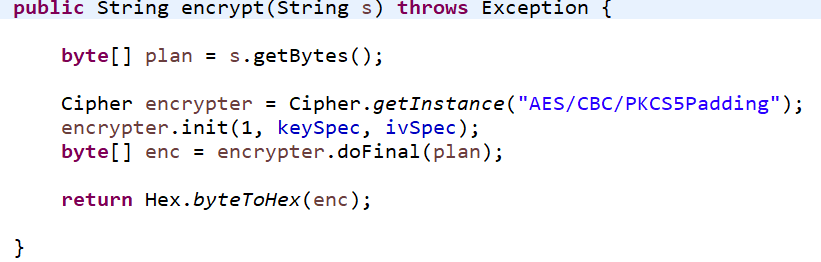 public String encrypt(String s) throws Exception {
byte[] plan = s.getBytes();
Cipher encrypter = Cipher.getInstance("AES/CBC/PKCS5Padding");
encrypter.init(1, keySpec, ivSpec);
byte[] enc = encrypter.doFinal(plan);
return Hex.byteToHex(enc);
}